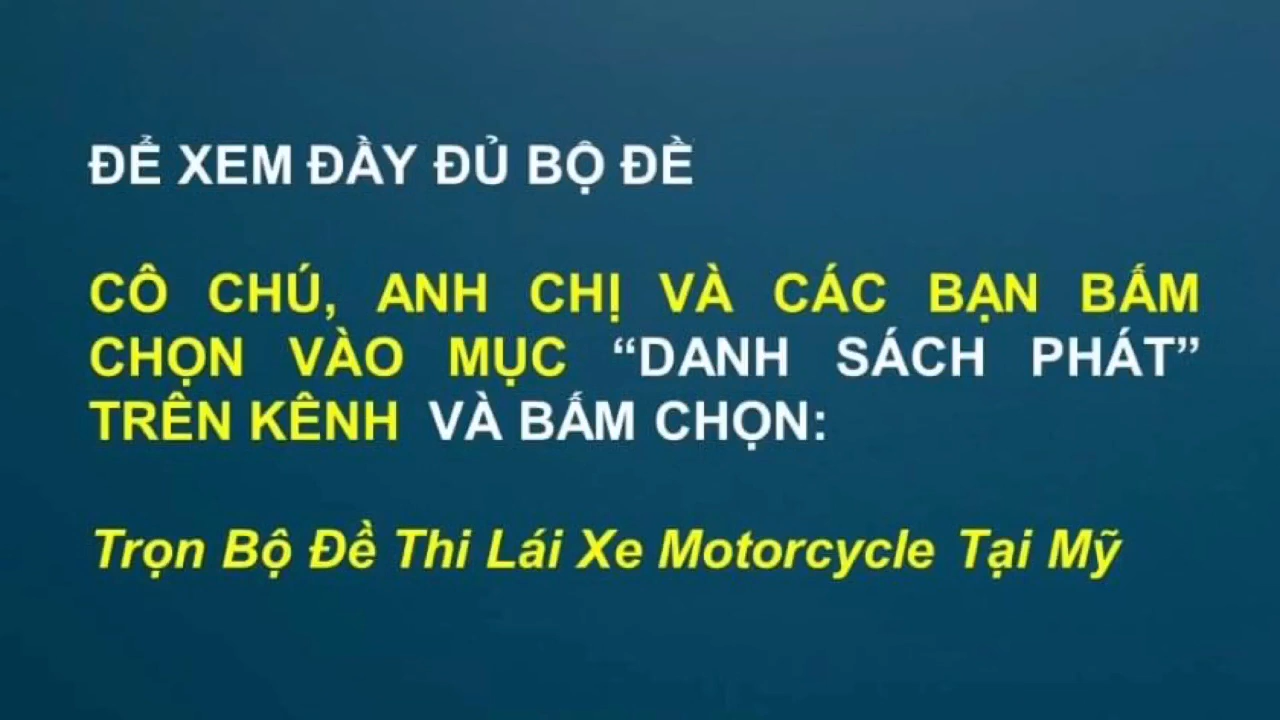 ĐỂ XEM ĐẦY ĐỦ BỘ ĐỀ
CÔ CHÚ, ANH CHỊ VÀ CÁC BẠN BẤM
CHỌN VÀO MỤC “DANH SÁCH PHÁT”
TRÊN KÊNH VÀ BẤM CHỌN:
Trọn Bộ Đề Thi Lái Xe Motorcycle Tại Mỹ